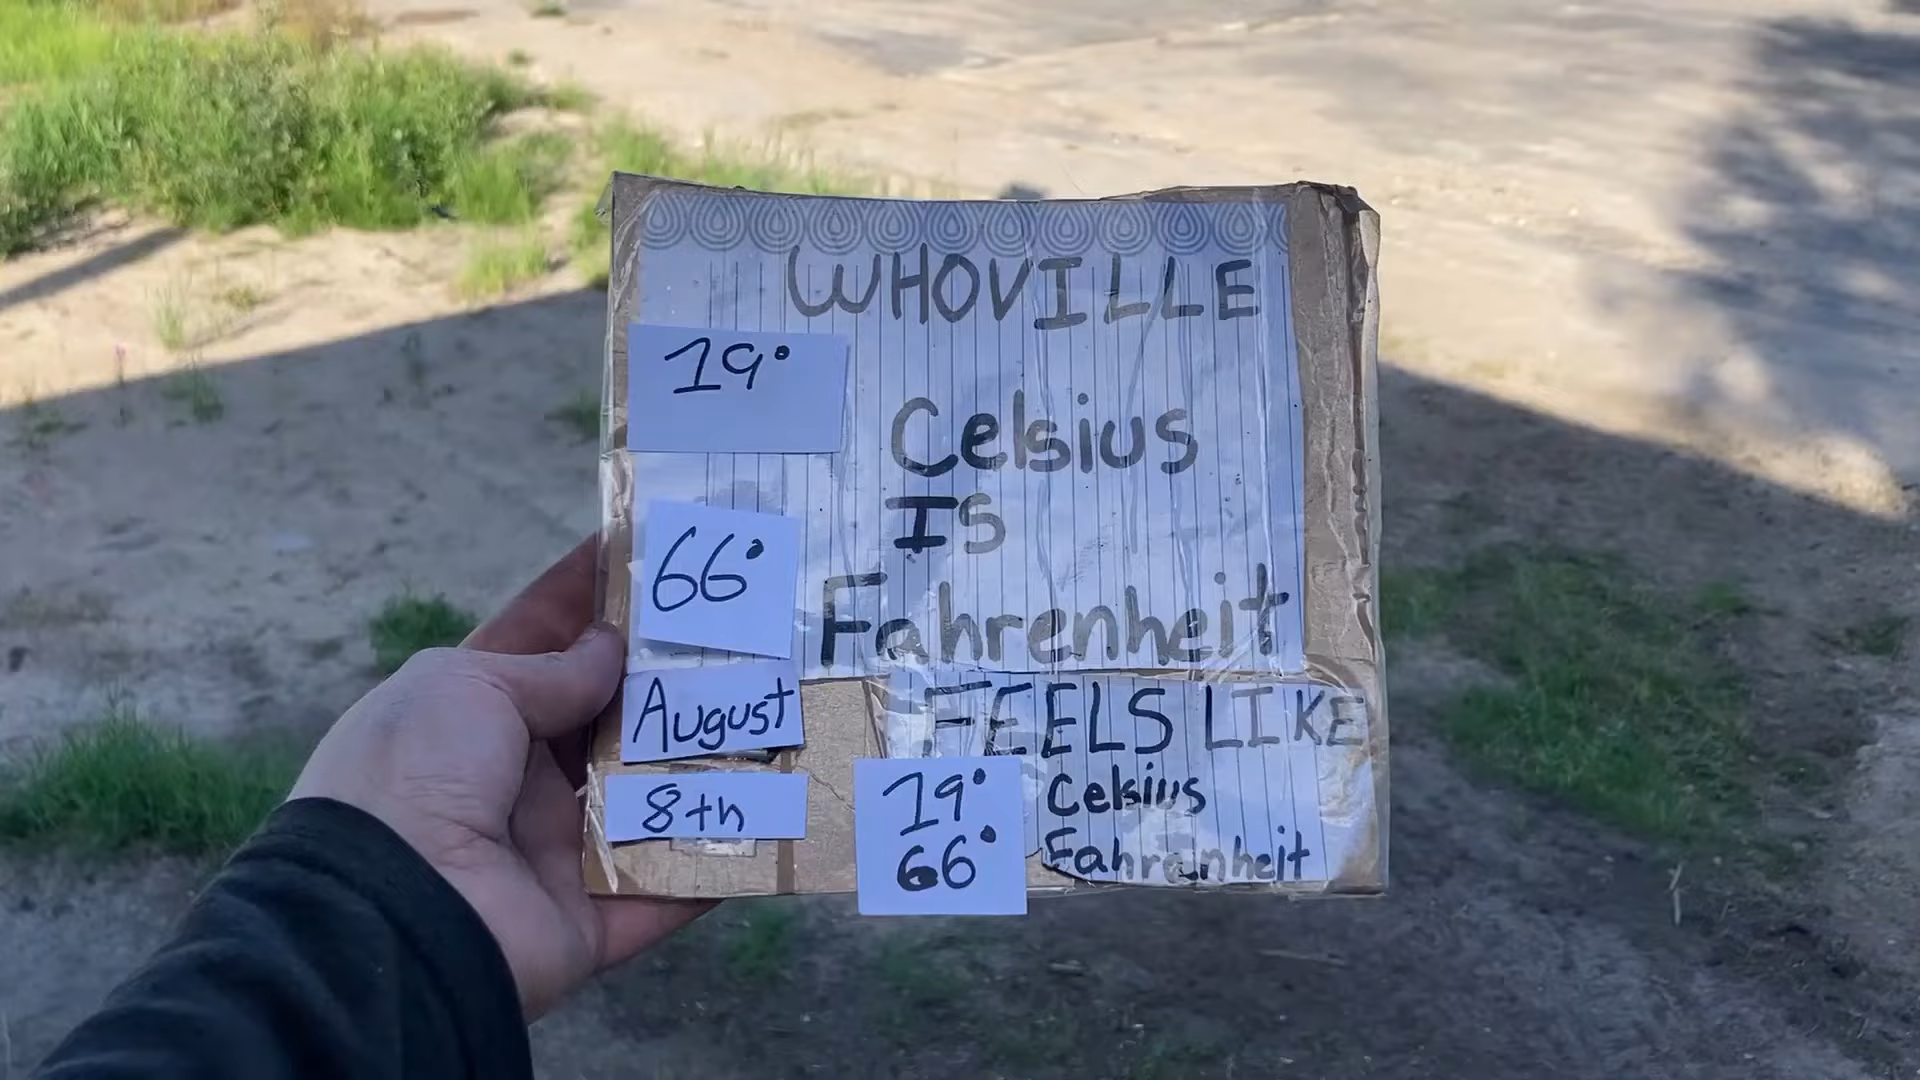 WHOVILLE
19° Celsius
IS
66° Fahrenheit
August
8th
FEELS LIKE
19° Celsius
66° Fahrenheit